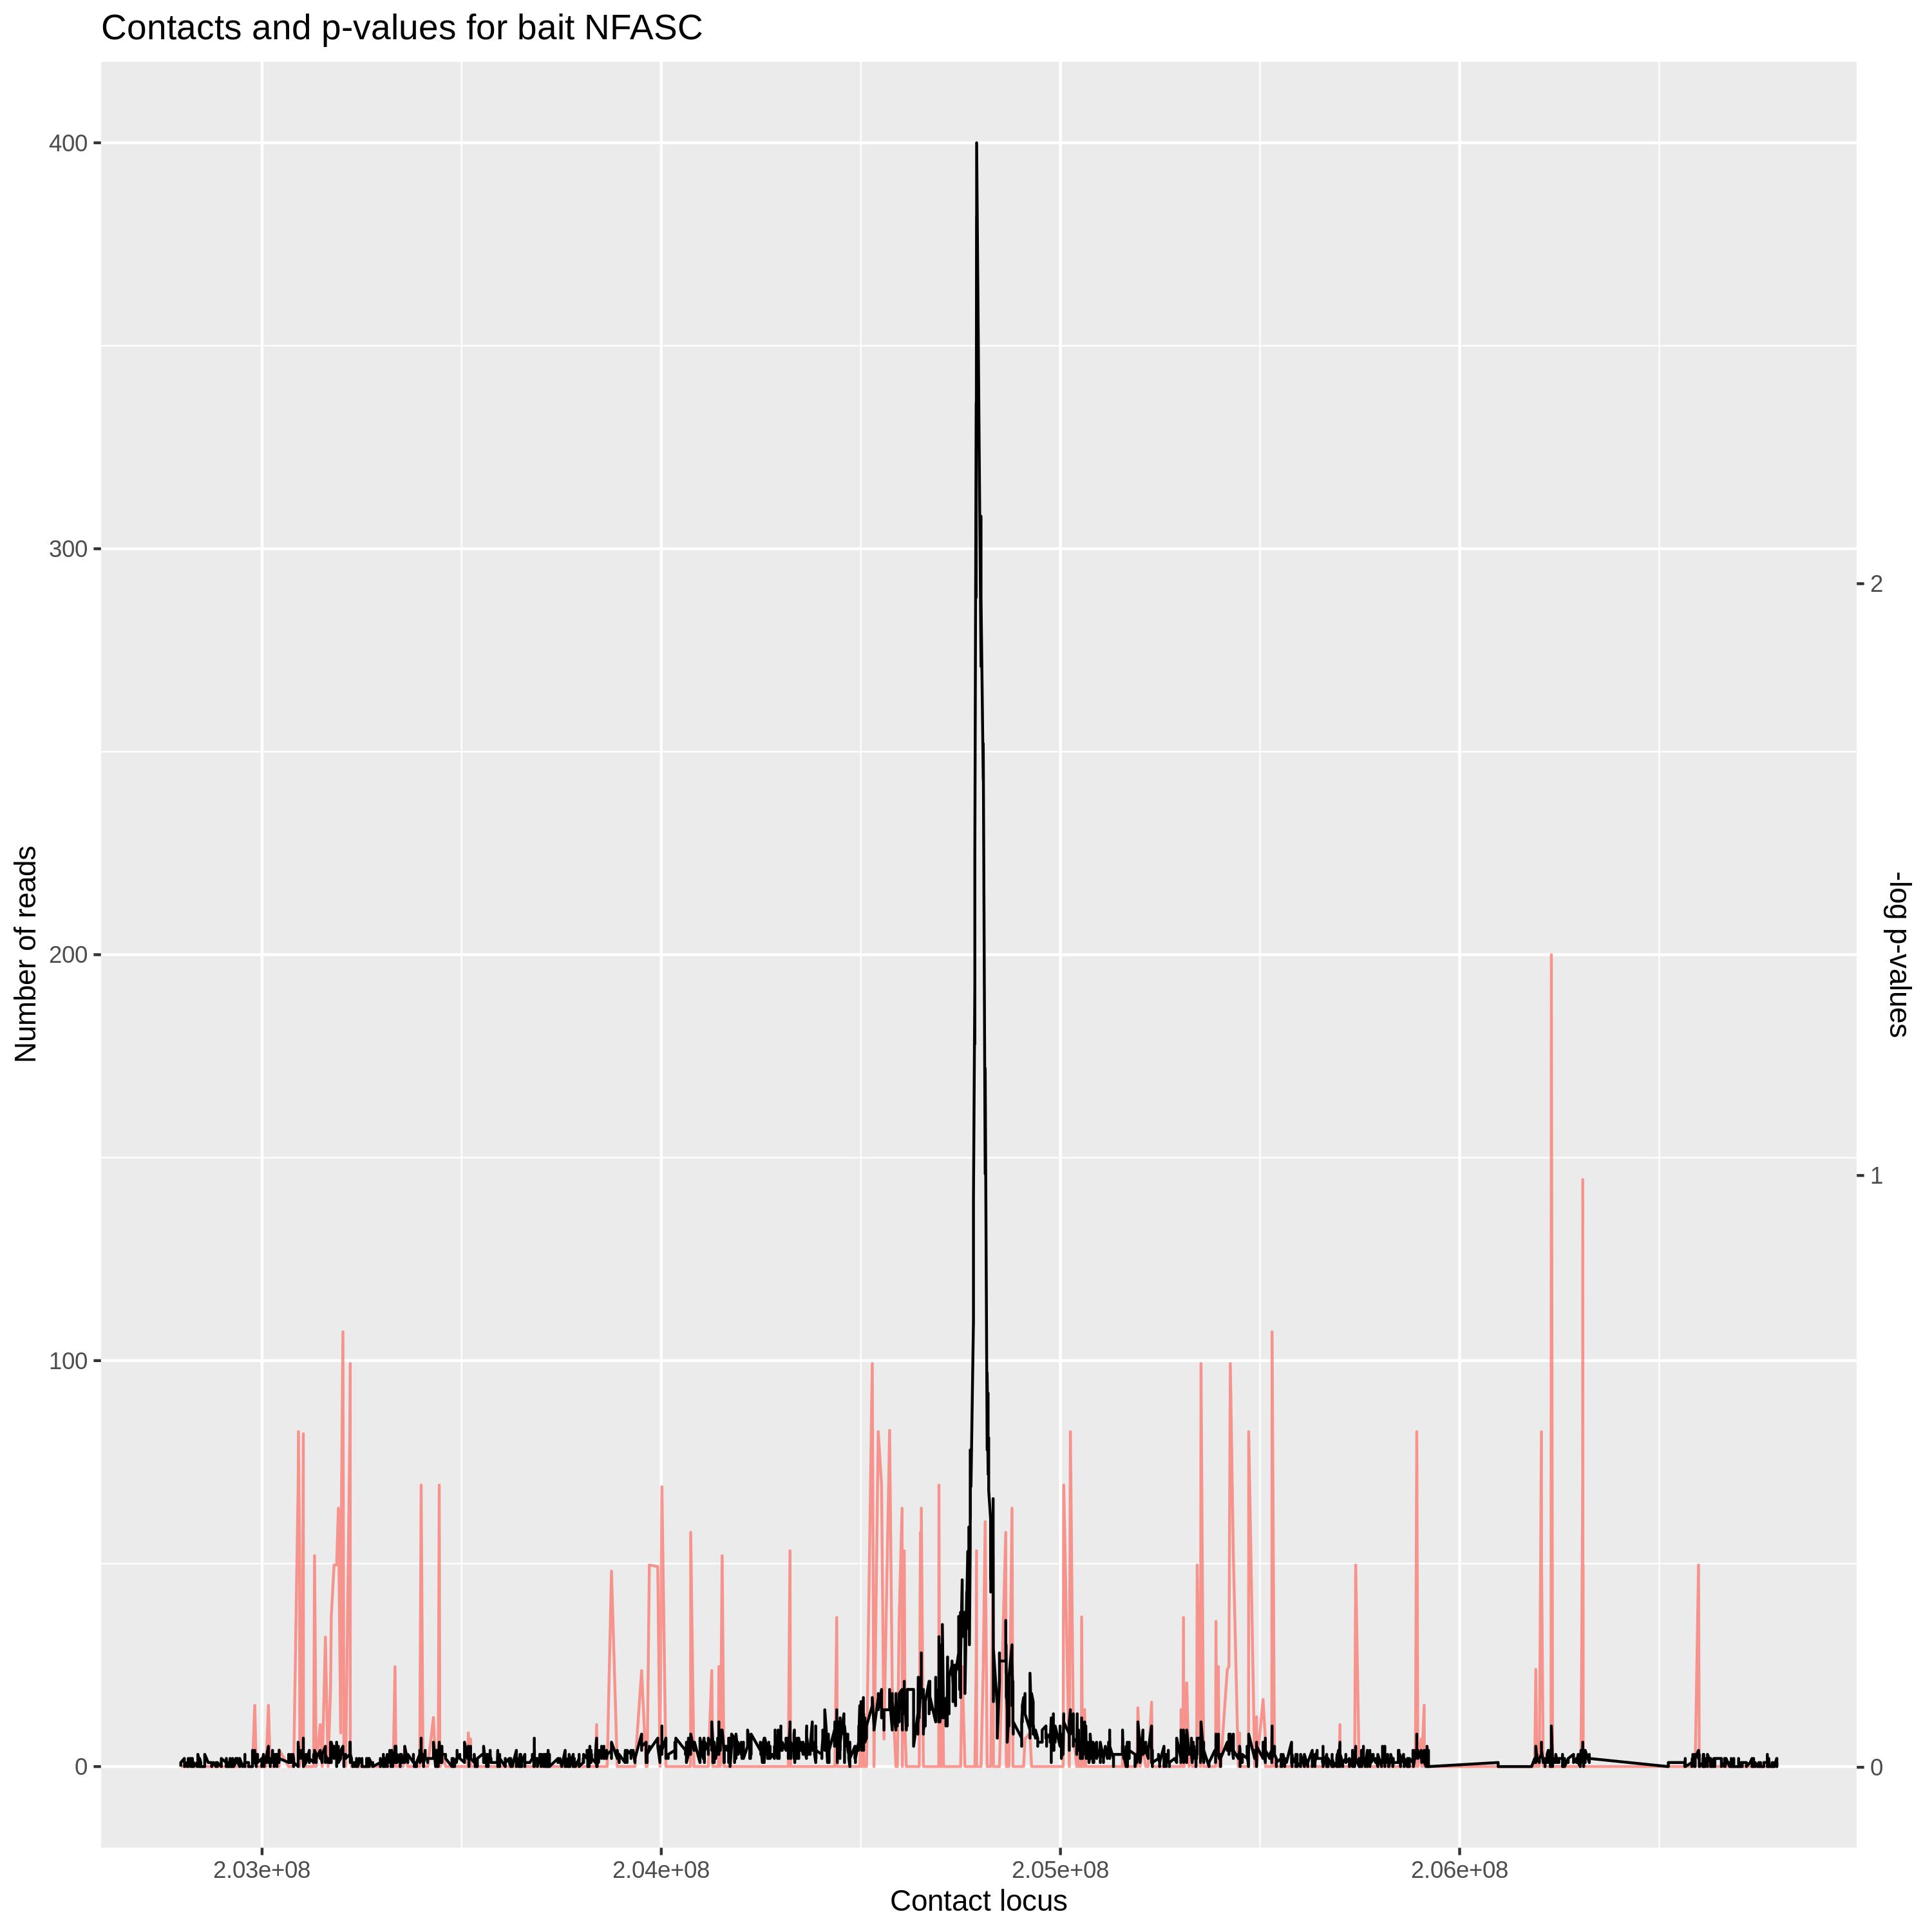 Contacts and p-values for bait NFASC
400
300
200
100
0
Number of reads
2
1
0
-log p-values
2.03e+08
2.04e+08
2.05e+08
2.06e+08
Contact locus